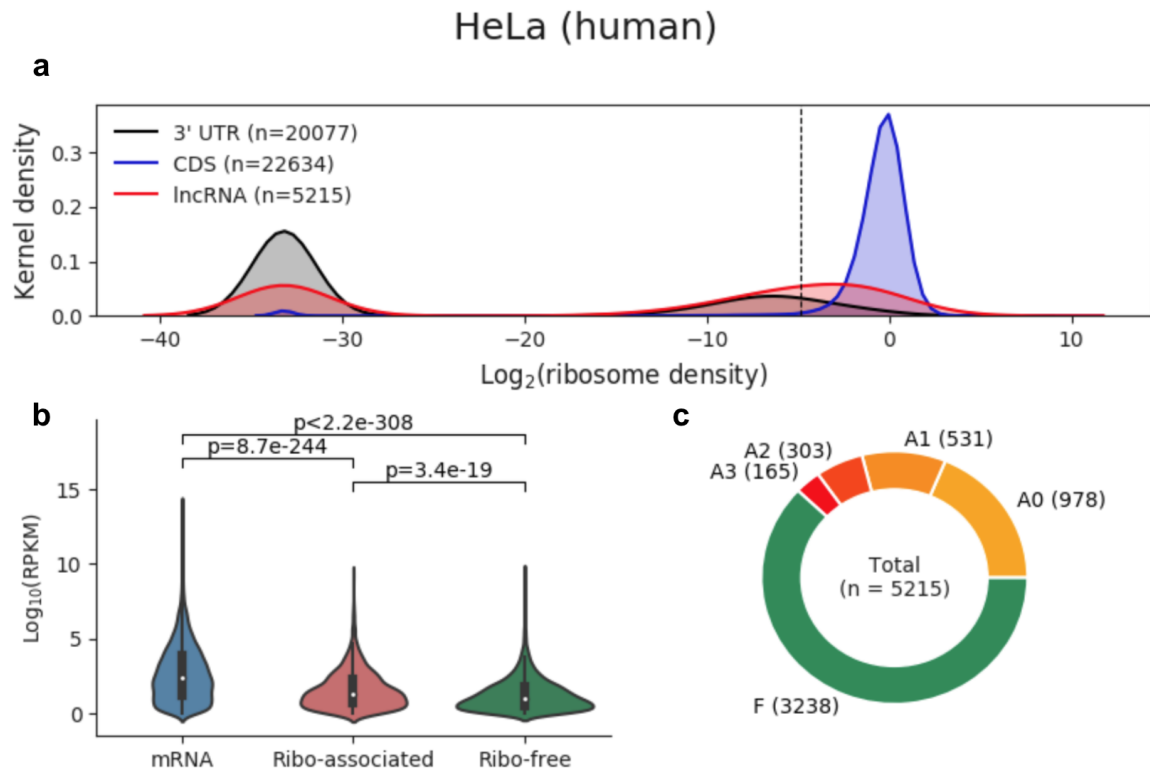 HeLa (human)
a
Kernel density
0.3
0.2
0.1
0.0
3' UTR (n=20077)
CDS (n=22634)
lncRNA (n=5215)
−40
−30
−20
−10
0
10
Log₂(ribosome density)
b
Log₁₀(RPKM)
15
10
5
0
p<2.2e-308
p=8.7e-244
p=3.4e-19
mRNA
Ribo-associated
Ribo-free
c
A1 (531)
A2 (303)
A3 (165)
A0 (978)
Total
(n = 5215)
F (3238)